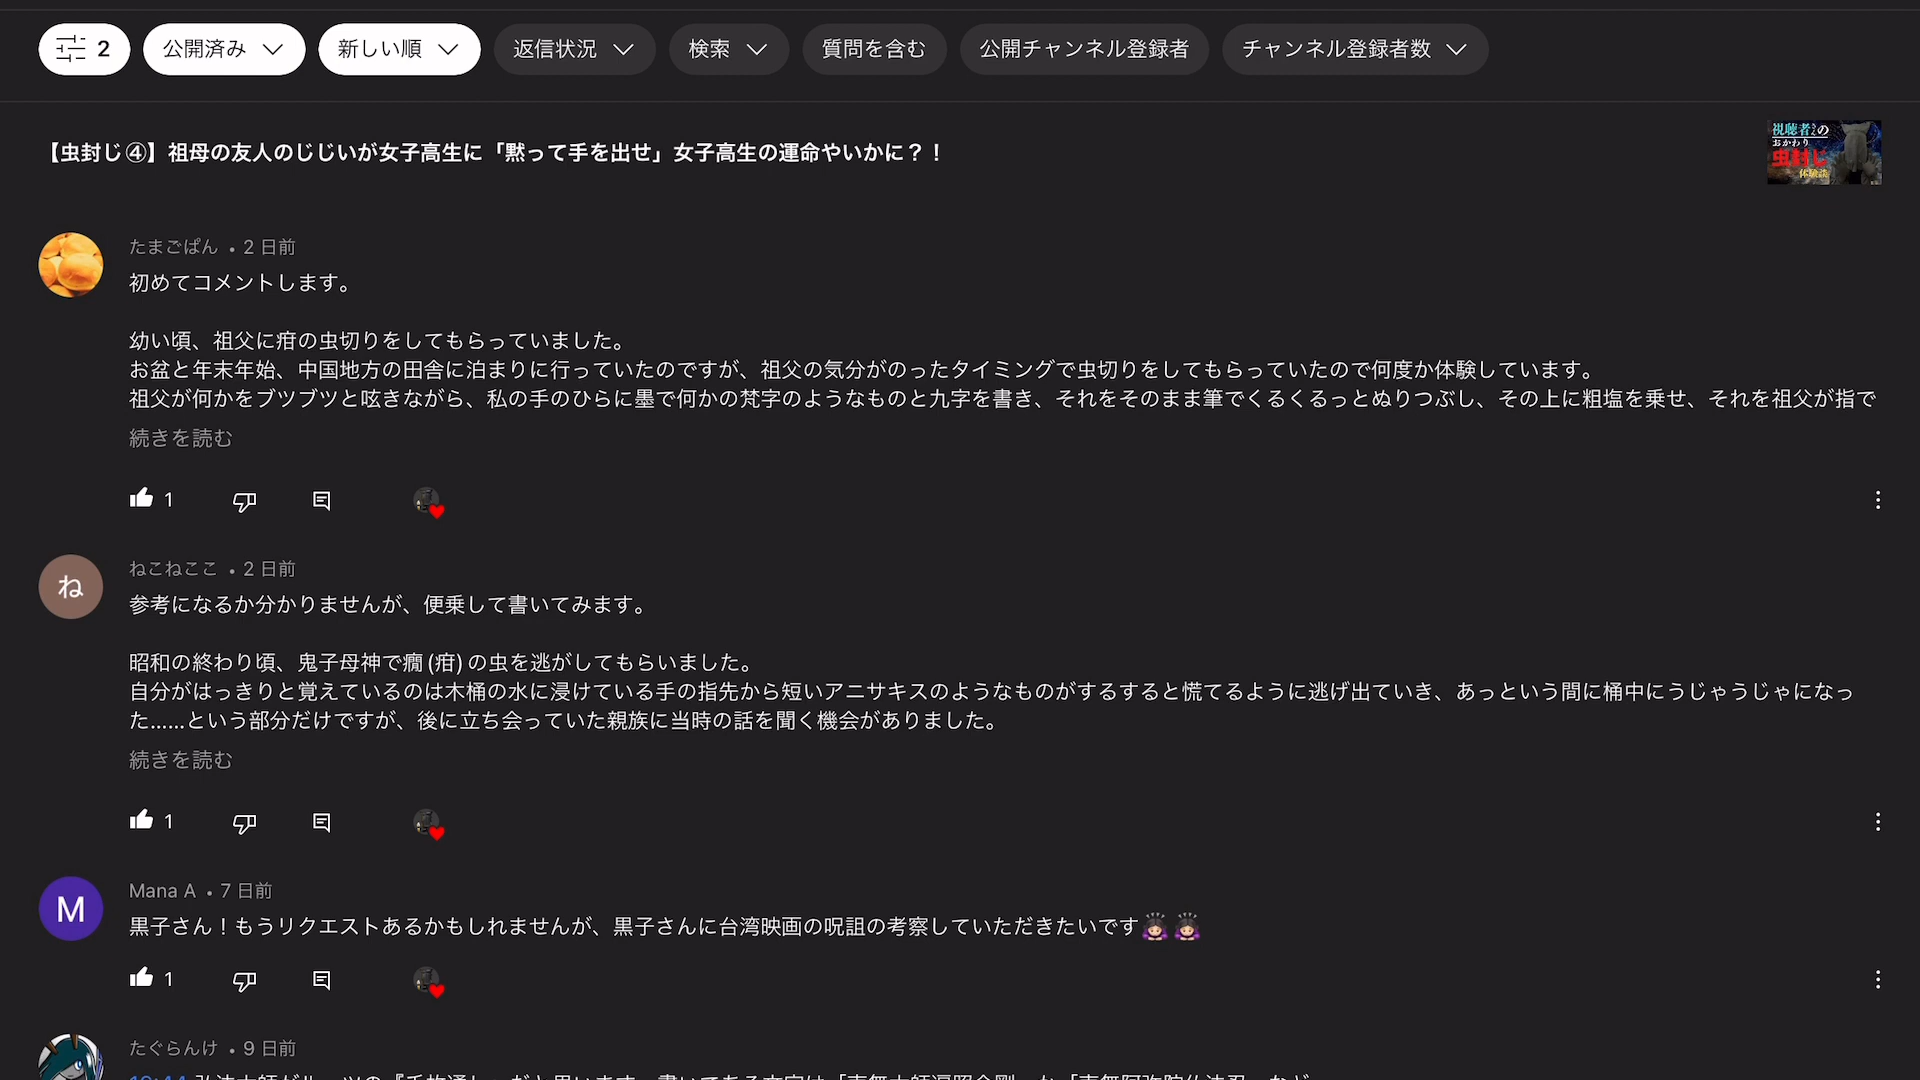 2
公開済み
新しい順
返信状況
検索
質問を含む
公開チャンネル登録者
チャンネル登録者数
【虫封じ④】祖母の友人のじじいが女子高生に「黙って手を出せ」女子高生の運命やいかに？！
視聴者さんの
おかわり
虫封じ
体験談
たまごぱん • 2 日前
初めてコメントします。
幼い頃、祖父に疳の虫切りをしてもらっていました。
お盆と年末年始、中国地方の田舎に泊まりに行っていたのですが、祖父の気分がのったタイミングで虫切りをしてもらっていたので何度か体験しています。
祖父が何かをブツブツと呟きながら、私の手のひらに墨で何かの梵字のようなものと九字を書き、それをそのまま筆でくるくるっとぬりつぶし、その上に粗塩を乗せ、それを祖父が指で
続きを読む
1
ね
ねこねここ • 2 日前
参考になるか分かりませんが、便乗して書いてみます。
昭和の終わり頃、鬼子母神で癇(疳)の虫を逃がしてもらいました。
自分がはっきりと覚えているのは木桶の水に浸けている手の指先から短いアニサキスのようなものがするすると慌てるように逃げ出ていき、あっという間に桶中にうじゃうじゃになっ
た……という部分だけですが、後に立ち会っていた親族に当時の話を聞く機会がありました。
続きを読む
1
M
Mana A • 7 日前
黒子さん！もうリクエストあるかもしれませんが、黒子さんに台湾映画の呪詛の考察していただきたいです
1
たぐらんけ • 9 日前